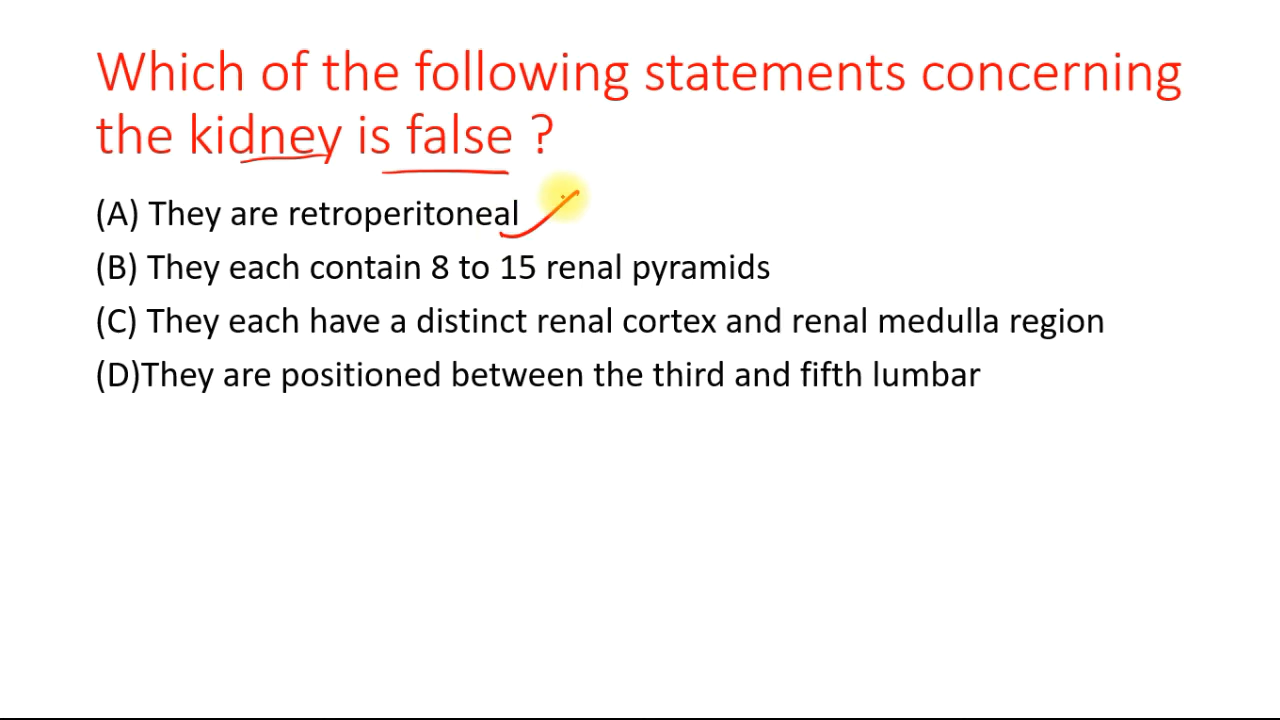 Which of the following statements concerning
the kidney is false ?
(A) They are retroperitoneal
(B) They each contain 8 to 15 renal pyramids
(C) They each have a distinct renal cortex and renal medulla region
(D)They are positioned between the third and fifth lumbar